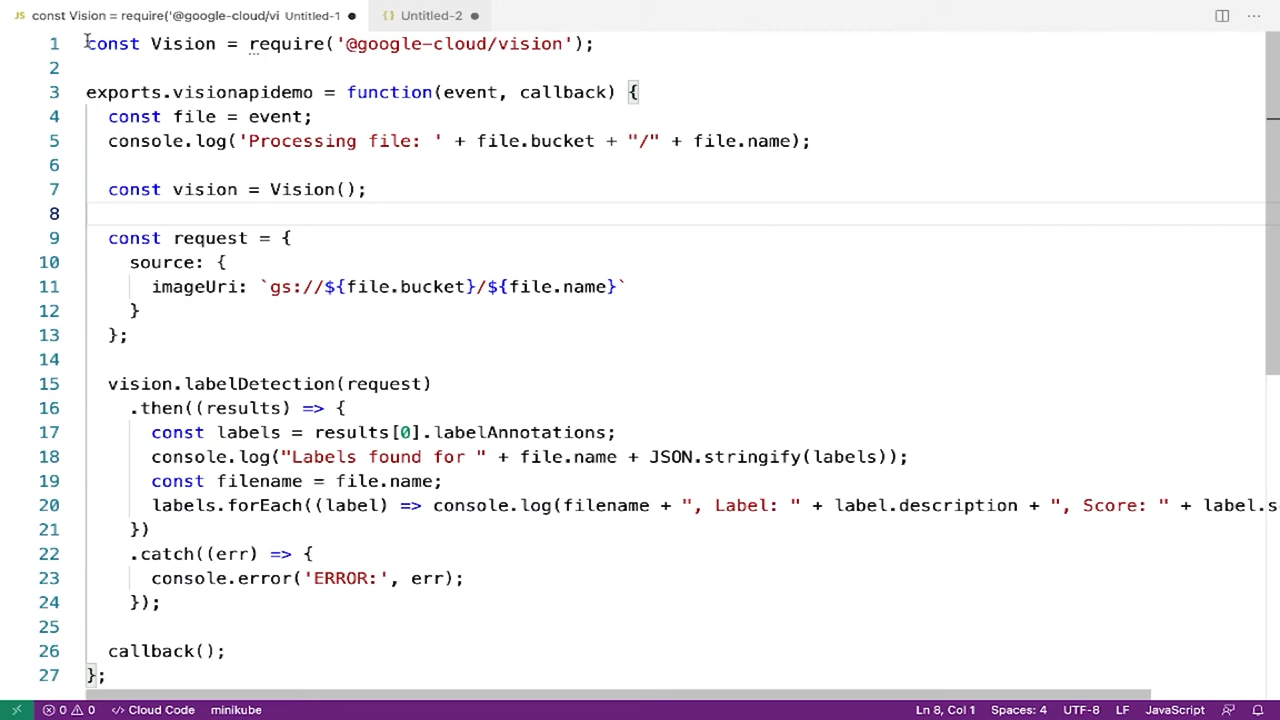 JS const Vision = require('@google-cloud/vi Untitled-1 ● {} Untitled-2 ●
1 const Vision = require('@google-cloud/vision');
2
3 exports.visionapidemo = function(event, callback) {
4 const file = event;
5 console.log('Processing file: ' + file.bucket + "/" + file.name);
6
7 const vision = Vision();
8
9 const request = {
10 source: {
11 imageUri: `gs://${file.bucket}/${file.name}`
12 }
13 };
14
15 vision.labelDetection(request)
16 .then((results) => {
17 const labels = results[0].labelAnnotations;
18 console.log("Labels found for " + file.name + JSON.stringify(labels));
19 const filename = file.name;
20 labels.forEach((label) => console.log(filename + ", Label: " + label.description + ", Score: " + label.s
21 })
22 .catch((err) => {
23 console.error('ERROR:', err);
24 });
25
26 callback();
27 };
0 0 </> Cloud Code minikube Ln 8, Col 1 Spaces: 4 UTF-8 LF JavaScript